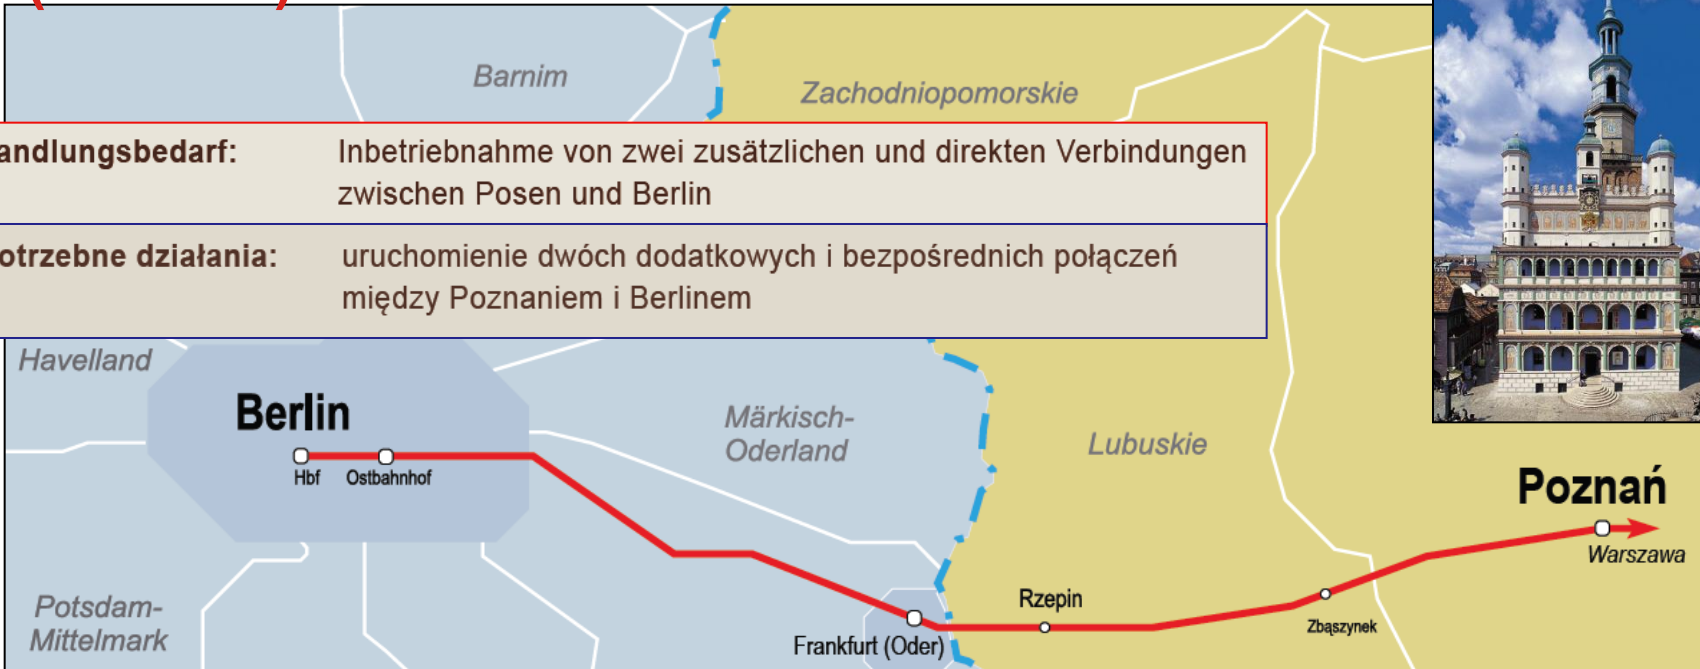 Barnim
Zachodniopomorskie
andlungsbedarf: Inbetriebnahme von zwei zusätzlichen und direkten Verbindungen
zwischen Posen und Berlin
otrzebne działania: uruchomienie dwóch dodatkowych i bezpośrednich połączeń
między Poznaniem i Berlinem
Havelland
Berlin
Hbf
Ostbahnhof
Märkisch-
Oderland
Lubuskie
Poznań
Warszawa
Potsdam-
Mittelmark
Frankfurt (Oder)
Rzepin
Zbąszynek